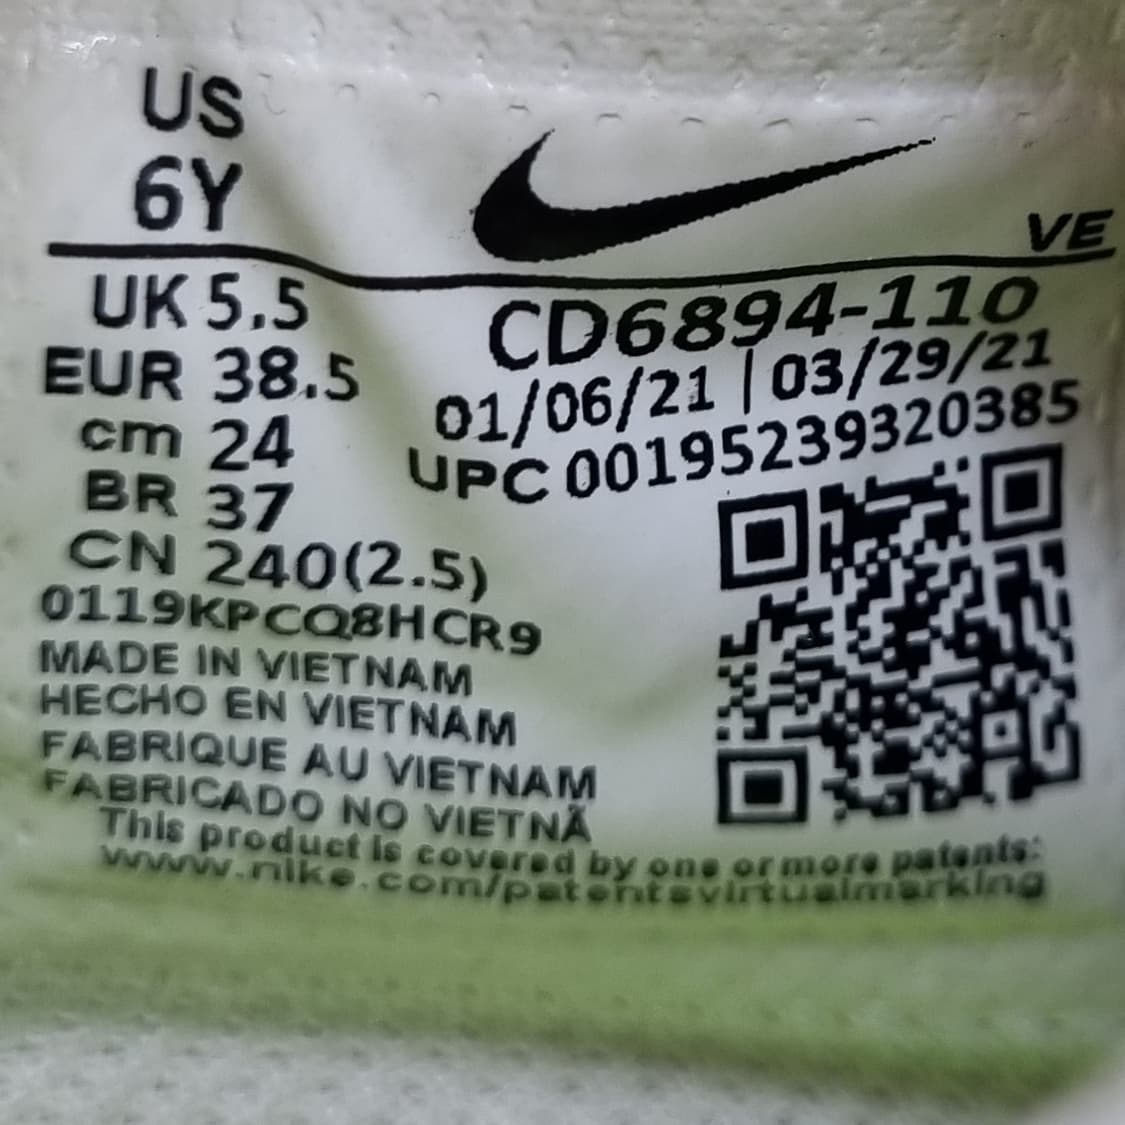 US
6Y
VE
UK 5.5
EUR 38.5
cm 24
BR 37
CN 240(2.5)
CD6894-110
01/06/21 | 03/29/21
UPC 00195239320385
0119KPCQ8HCR9
MADE IN VIETNAM
HECHO EN VIETNAM
FABRIQUE AU VIETNAM
FABRICADO NO VIETNÃ
This product is covered by one or more patents:
www.nike.com/patentsvirtualmarking